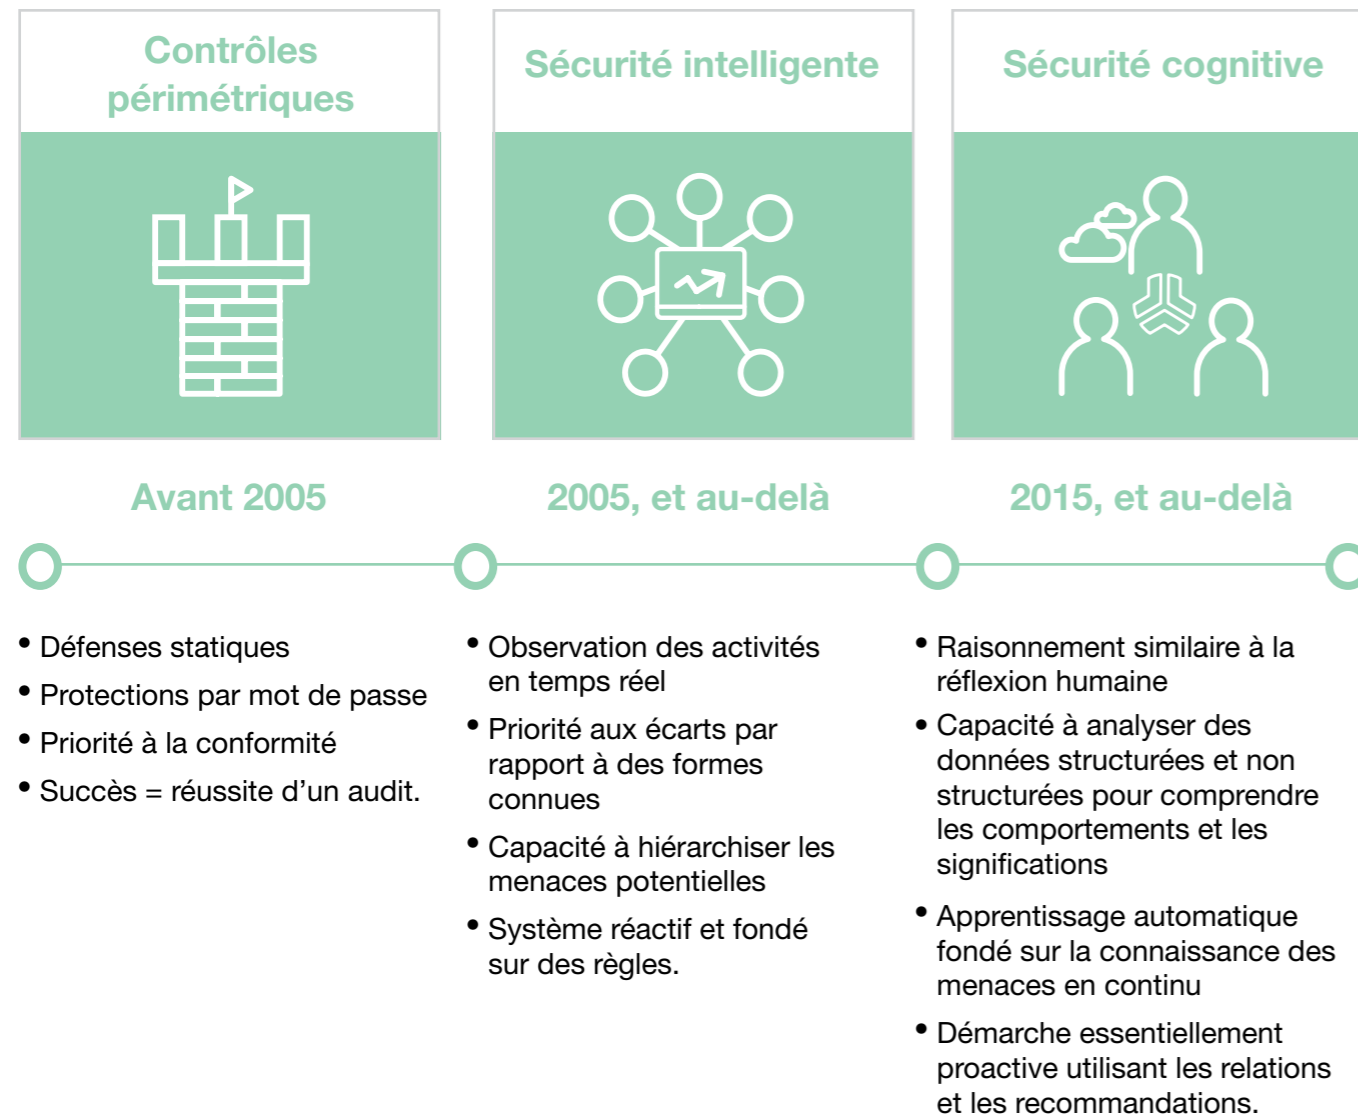 Contrôles
périmétriques
Sécurité intelligente
Sécurité cognitive
Avant 2005
2005, et au-delà
2015, et au-delà
• Défenses statiques
• Protections par mot de passe
• Priorité à la conformité
• Succès = réussite d’un audit.
• Observation des activités
en temps réel
• Priorité aux écarts par
rapport à des formes
connues
• Capacité à hiérarchiser les
menaces potentielles
• Système réactif et fondé
sur des règles.
• Raisonnement similaire à la
réflexion humaine
• Capacité à analyser des
données structurées et non
structurées pour comprendre
les comportements et les
significations
• Apprentissage automatique
fondé sur la connaissance des
menaces en continu
• Démarche essentiellement
proactive utilisant les relations
et les recommandations.